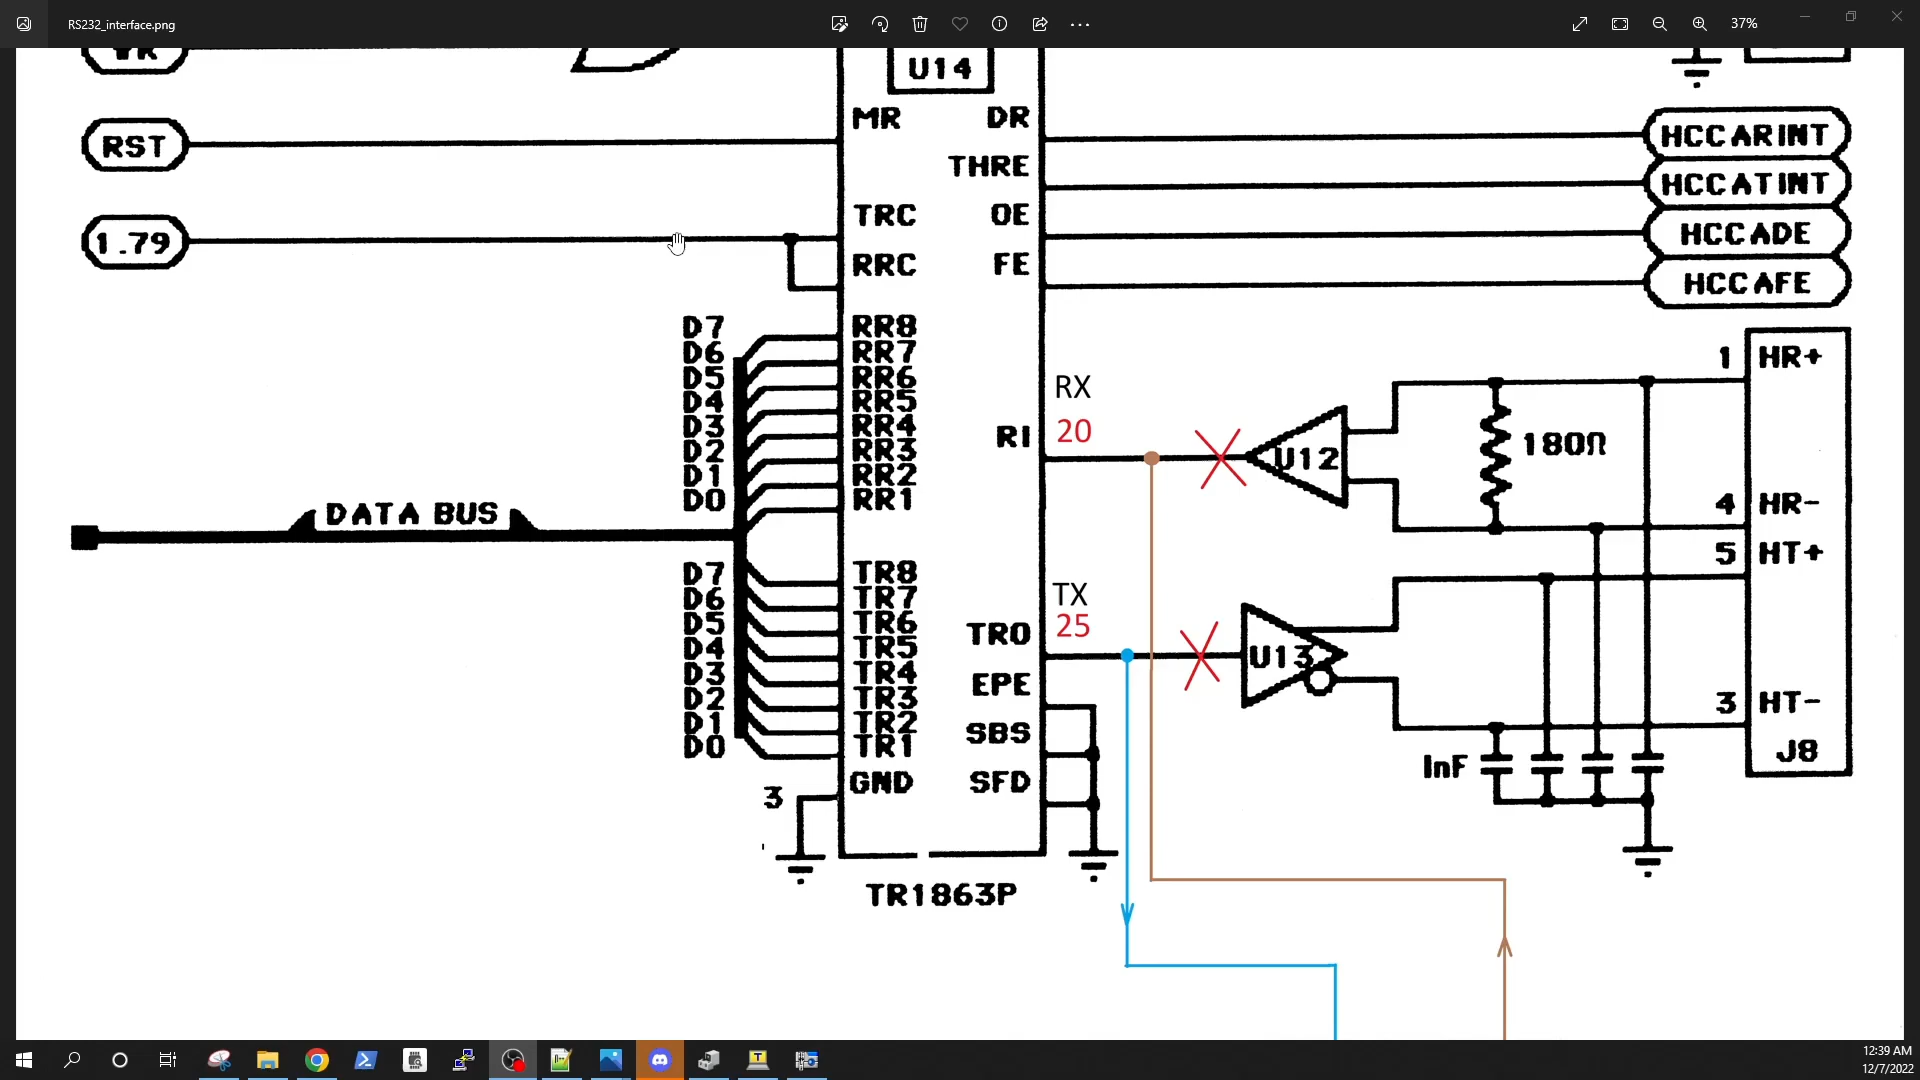 RS232_interface.png
37%
WR
U14
MR
DR
RST
HCCARINT
THRE
HCCATINT
TRC
OE
1.79
HCCADE
RRC
FE
HCCAFE
D7
RR8
D6
RR7
D5
RR6
D4
RR5
D3
RR4
D2
RR3
D1
RR2
D0
RR1
RX
20
RI
U12
180Ω
1 HR+
4 HR-
5 HT+
DATA BUS
D7
TR8
D6
TR7
D5
TR6
D4
TR5
D3
TR4
D2
TR3
D1
TR2
D0
TR1
TX
25
TRO
U13
EPE
SBS
3 HT-
J8
GND
SFD
3
1nF
TR1863P
12:39 AM
12/7/2022